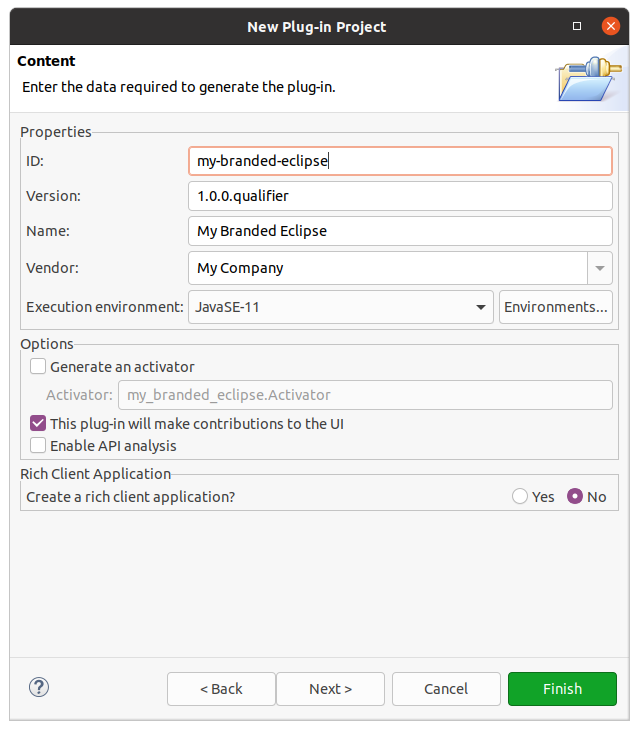 New Plug-in Project
Content
Enter the data required to generate the plug-in.
Properties
ID: my-branded-eclipse
Version: 1.0.0.qualifier
Name: My Branded Eclipse
Vendor: My Company
Execution environment: JavaSE-11 Environments...
Options
Generate an activator
Activator: my_branded_eclipse.Activator
This plug-in will make contributions to the UI
Enable API analysis
Rich Client Application
Create a rich client application? Yes No
? < Back Next > Cancel Finish